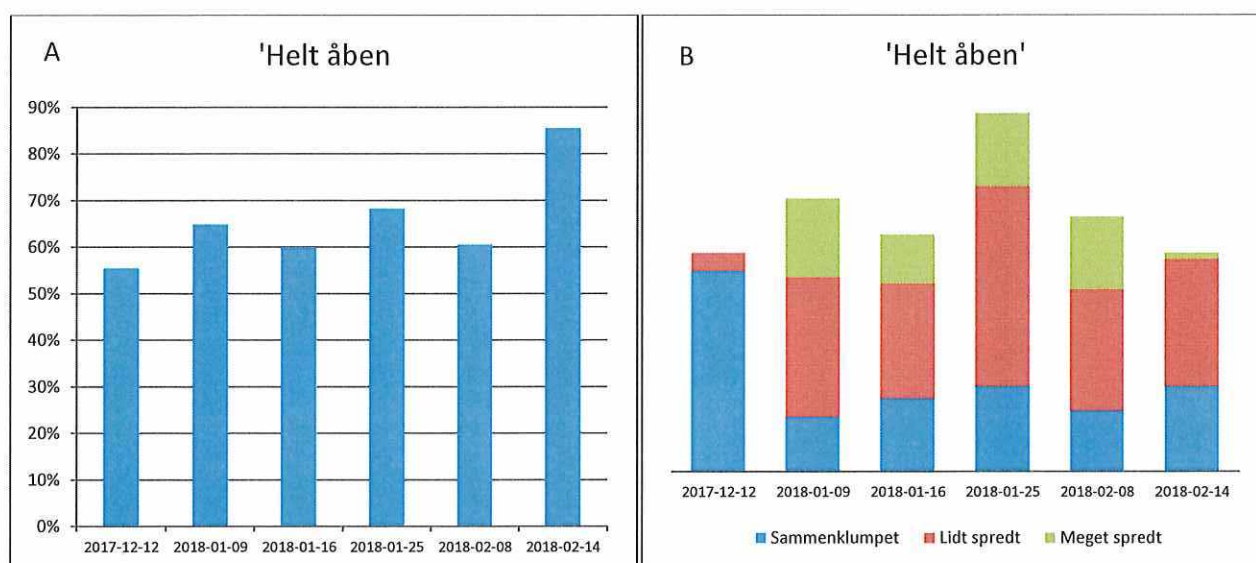 A
'Helt åben
90%
80%
70%
60%
50%
40%
30%
20%
10%
0%
2017-12-12 2018-01-09 2018-01-16 2018-01-25 2018-02-08 2018-02-14
B
'Helt åben'
2017-12-12 2018-01-09 2018-01-16 2018-01-25 2018-02-08 2018-02-14
Sammenklumpet Lidt spredt Meget spredt